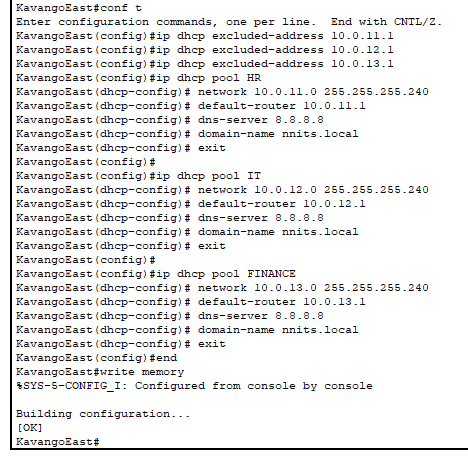 KavangoEast#conf t
Enter configuration commands, one per line.  End with CNTL/Z.
KavangoEast(config)#ip dhcp excluded-address 10.0.11.1
KavangoEast(config)#ip dhcp excluded-address 10.0.12.1
KavangoEast(config)#ip dhcp excluded-address 10.0.13.1
KavangoEast(config)#ip dhcp pool HR
KavangoEast(dhcp-config)# network 10.0.11.0 255.255.255.240
KavangoEast(dhcp-config)# default-router 10.0.11.1
KavangoEast(dhcp-config)# dns-server 8.8.8.8
KavangoEast(dhcp-config)# domain-name nnits.local
KavangoEast(dhcp-config)# exit
KavangoEast(config)#
KavangoEast(config)#ip dhcp pool IT
KavangoEast(dhcp-config)# network 10.0.12.0 255.255.255.240
KavangoEast(dhcp-config)# default-router 10.0.12.1
KavangoEast(dhcp-config)# dns-server 8.8.8.8
KavangoEast(dhcp-config)# domain-name nnits.local
KavangoEast(dhcp-config)# exit
KavangoEast(config)#
KavangoEast(config)#ip dhcp pool FINANCE
KavangoEast(dhcp-config)# network 10.0.13.0 255.255.255.240
KavangoEast(dhcp-config)# default-router 10.0.13.1
KavangoEast(dhcp-config)# dns-server 8.8.8.8
KavangoEast(dhcp-config)# domain-name nnits.local
KavangoEast(dhcp-config)# exit
KavangoEast(config)#end
KavangoEast#write memory
%SYS-5-CONFIG_I: Configured from console by console
Building configuration...
[OK]
KavangoEast#